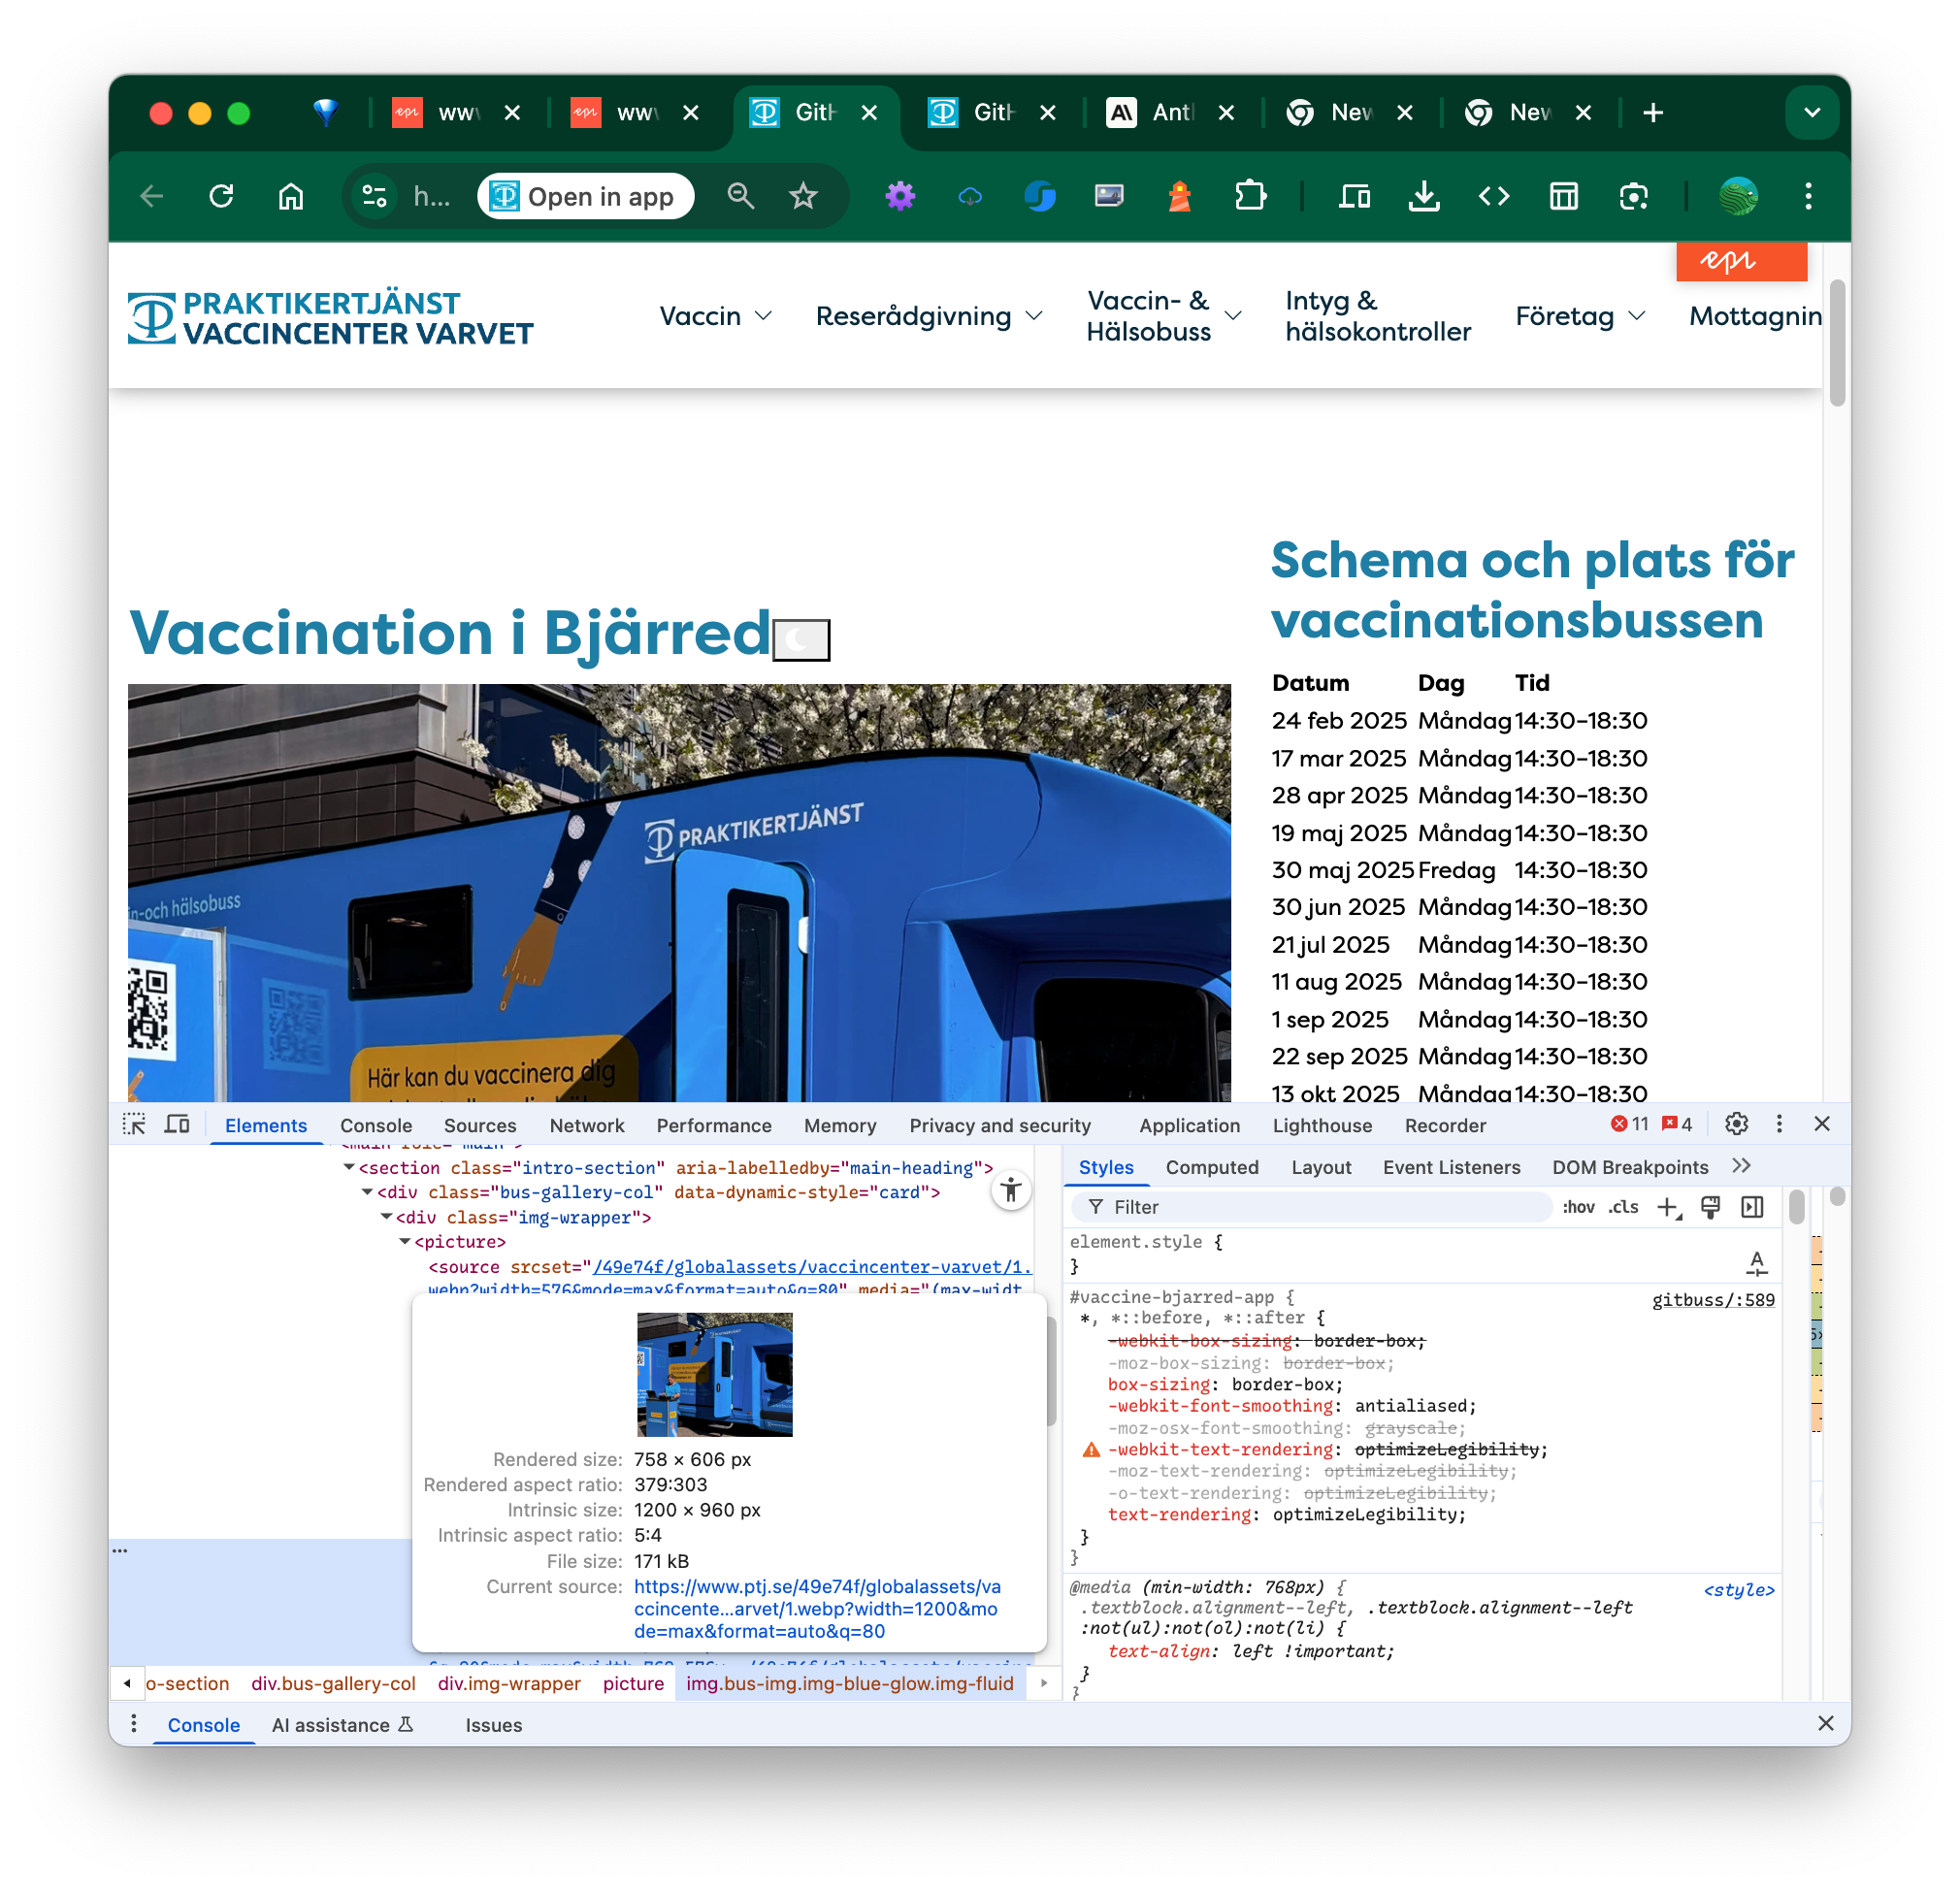 epi
wwv
epi
wwv
GitH
GitH
Antl
New
New
h...
Open in app
epi
PRAKTIKERTJÄNST
VACCINCENTER VARVET
Vaccin
Reserådgivning
Vaccin- &
Hälsobuss
Intyg &
hälsokontroller
Företag
Mottagnin
Vaccination i Bjärred
PRAKTIKERTJÄNST
in-och hälsobuss
Här kan du vaccinera dig
Schema och plats för
vaccinationsbussen
Datum Dag Tid
24 feb 2025 Måndag 14:30–18:30
17 mar 2025 Måndag 14:30–18:30
28 apr 2025 Måndag 14:30–18:30
19 maj 2025 Måndag 14:30–18:30
30 maj 2025 Fredag 14:30–18:30
30 jun 2025 Måndag 14:30–18:30
21 jul 2025 Måndag 14:30–18:30
11 aug 2025 Måndag 14:30–18:30
1 sep 2025 Måndag 14:30–18:30
22 sep 2025 Måndag 14:30–18:30
13 okt 2025 Måndag 14:30–18:30
Elements Console Sources Network Performance Memory Privacy and security Application Lighthouse Recorder 11 4
<main role="main">
<section class="intro-section" aria-labelledby="main-heading">
<div class="bus-gallery-col" data-dynamic-style="card">
<div class="img-wrapper">
<picture>
<source srcset="/49e74f/globalassets/vaccincenter-varvet/1.
webp?width=576&mode=max&format=auto&q=80" media="(max-widt
Rendered size: 758 × 606 px
Rendered aspect ratio: 379:303
Intrinsic size: 1200 × 960 px
Intrinsic aspect ratio: 5:4
File size: 171 kB
Current source: https://www.ptj.se/49e74f/globalassets/va
ccincente...arvet/1.webp?width=1200&mo
de=max&format=auto&q=80
...
o-section div.bus-gallery-col div.img-wrapper picture img.bus-img.img-blue-glow.img-fluid
Styles Computed Layout Event Listeners DOM Breakpoints
Filter :hov .cls
element.style {
}
#vaccine-bjarred-app { gitbuss/:589
*, *::before, *::after {
-webkit-box-sizing: border-box;
-moz-box-sizing: border-box;
box-sizing: border-box;
-webkit-font-smoothing: antialiased;
-moz-osx-font-smoothing: grayscale;
-webkit-text-rendering: optimizeLegibility;
-moz-text-rendering: optimizeLegibility;
-o-text-rendering: optimizeLegibility;
text-rendering: optimizeLegibility;
}
}
@media (min-width: 768px) { <style>
.textblock.alignment--left, .textblock.alignment--left
:not(ul):not(ol):not(li) {
text-align: left !important;
}
}
Console AI assistance Issues